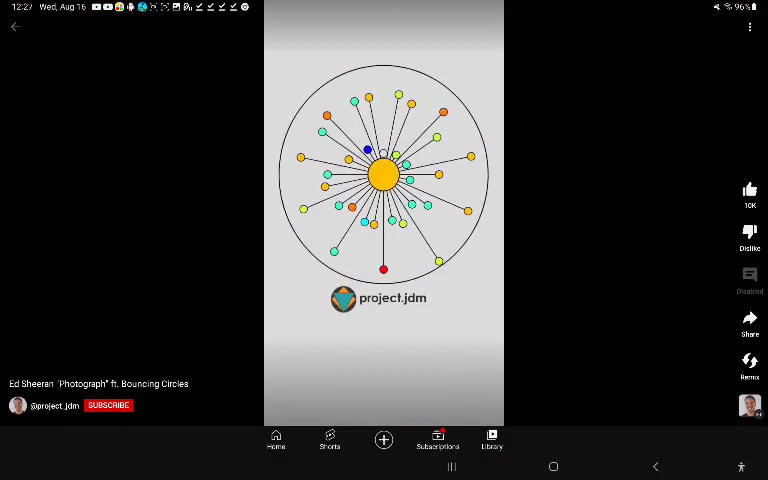 12:27 Wed, Aug 16
96%
project.jdm
10K
Dislike
Disabled
Share
Remix
Ed Sheeran "Photograph" ft. Bouncing Circles
@project_jdm SUBSCRIBE
Home Shorts Subscriptions Library